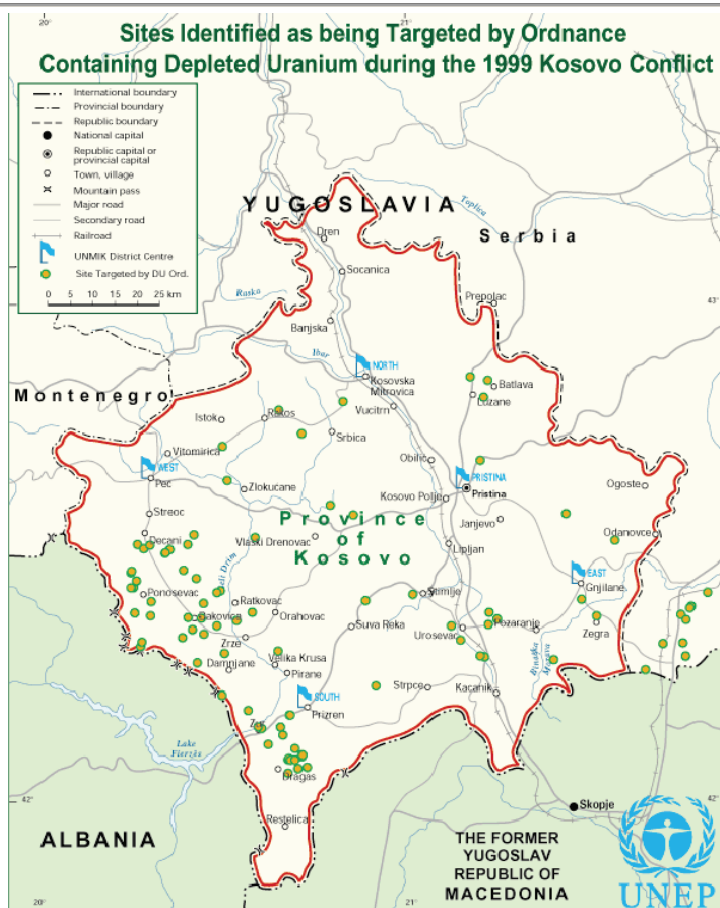 20°
21°
Sites Identified as being Targeted by Ordnance
Containing Depleted Uranium during the 1999 Kosovo Conflict
International boundary
Provincial boundary
Republic boundary
National capital
Republic capital or
provincial capital
Town, village
Mountain pass
Major road
Secondary road
Railroad
UNMIK District Centre
Site Targeted by DU Ord.
0 5 10 15 20 25 km
YUGOSLAVIA
Toplica
Serbia
Dren
Socanica
Raska
Prepolac
43°
Banjska
Ibar
NORTH
Kosovska
Mitrovica
Montenegro
Batlava
Luzane
Vucitrn
Istok
Rakos
Srbica
Vitomirica
Obilic
WEST
Pec
PRISTINA
Pristina
Zlokucane
Kosovo Polje
Ogoste
Streoc
Province
of
Kosovo
Janjevo
Decani
Vlaski Drenovac
Odanovce
Lipljan
EAST
Gnjilane
Ponosevac
Ratkovac
Stimlje
Dakovica
Orahovac
Suva Reka
Urosevac
Pozaranje
Zegra
Zrze
Damnjane
Velika Krusa
Pirane
Binacka
Morava
Strpce
Kacanik
SOUTH
Prizren
Zur
Lake
Fierzës
Dragas
42°
Skopje
Restelica
ALBANIA
THE FORMER
YUGOSLAV
REPUBLIC OF
MACEDONIA
UNEP
20°
21°